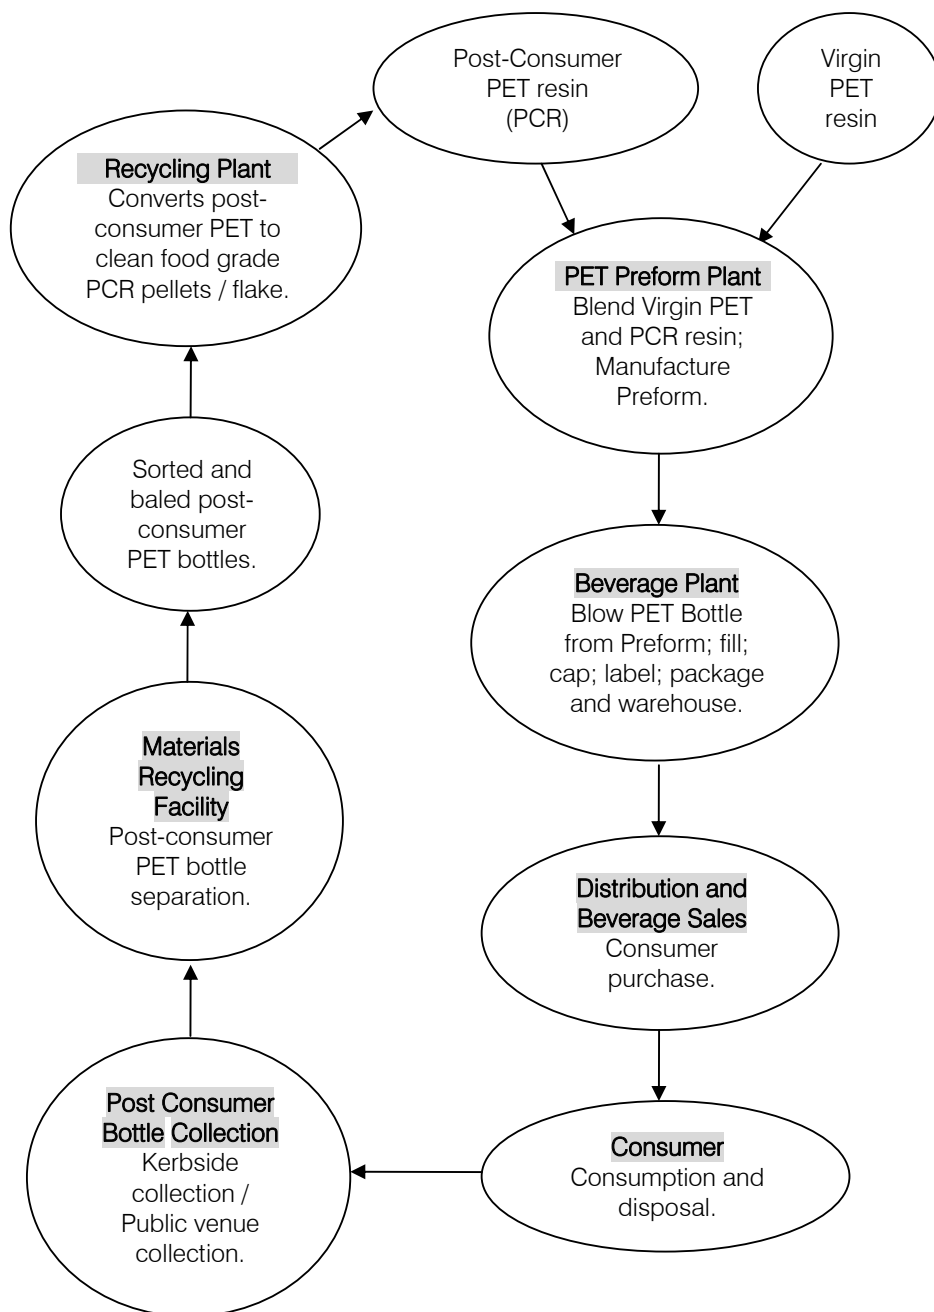 Post-Consumer
PET resin
(PCR)
Virgin
PET
resin
Recycling Plant
Converts post-
consumer PET to
clean food grade
PCR pellets / flake.
PET Preform Plant
Blend Virgin PET
and PCR resin;
Manufacture
Preform.
Sorted and
baled post-
consumer
PET bottles.
Beverage Plant
Blow PET Bottle
from Preform; fill;
cap; label; package
and warehouse.
Materials
Recycling
Facility
Post-consumer
PET bottle
separation.
Distribution and
Beverage Sales
Consumer
purchase.
Post Consumer
Bottle Collection
Kerbside
collection /
Public venue
collection.
Consumer
Consumption and
disposal.